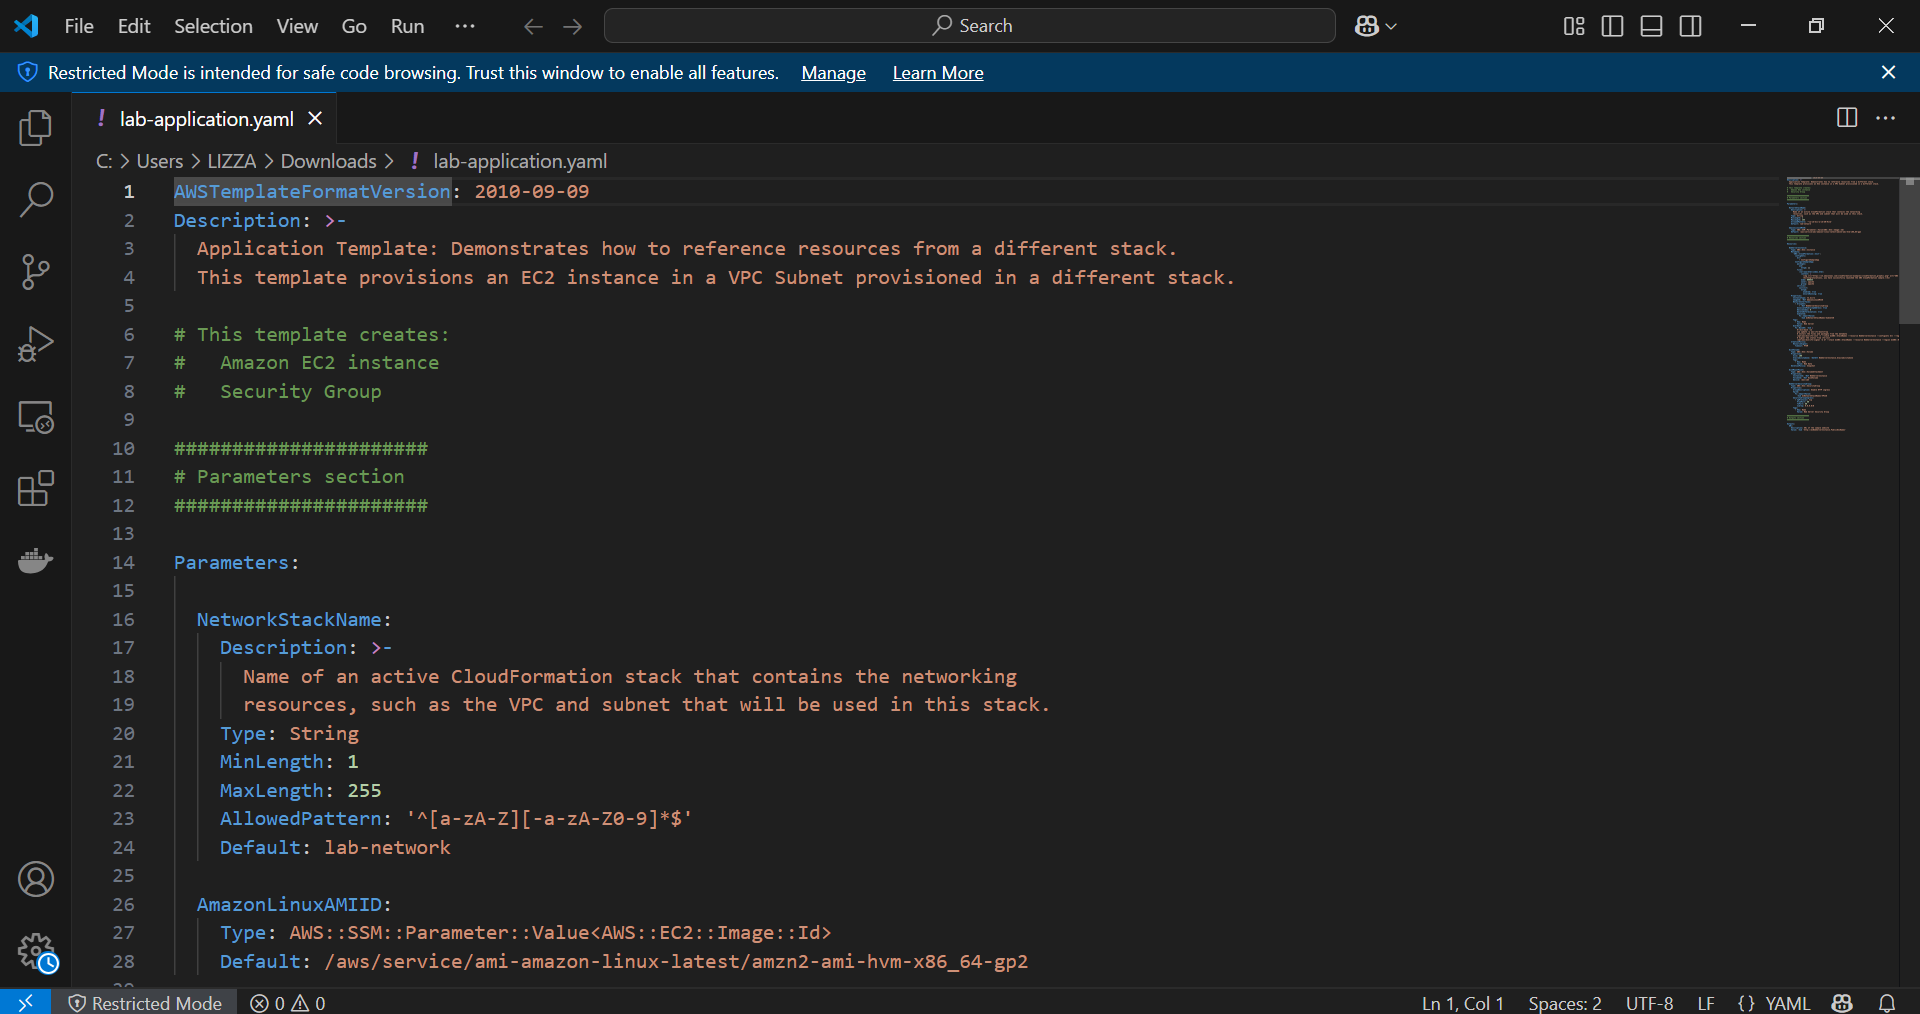 File Edit Selection View Go Run ··· Search
Restricted Mode is intended for safe code browsing. Trust this window to enable all features. Manage Learn More
! lab-application.yaml
C: > Users > LIZZA > Downloads > ! lab-application.yaml
1 AWSTemplateFormatVersion: 2010-09-09
2 Description: >-
3 Application Template: Demonstrates how to reference resources from a different stack.
4 This template provisions an EC2 instance in a VPC Subnet provisioned in a different stack.
5
6 # This template creates:
7 #   Amazon EC2 instance
8 #   Security Group
9
10 ######################
11 # Parameters section
12 ######################
13
14 Parameters:
15
16 NetworkStackName:
17 Description: >-
18 Name of an active CloudFormation stack that contains the networking
19 resources, such as the VPC and subnet that will be used in this stack.
20 Type: String
21 MinLength: 1
22 MaxLength: 255
23 AllowedPattern: '^[a-zA-Z][-a-zA-Z0-9]*$'
24 Default: lab-network
25
26 AmazonLinuxAMIID:
27 Type: AWS::SSM::Parameter::Value<AWS::EC2::Image::Id>
28 Default: /aws/service/ami-amazon-linux-latest/amzn2-ami-hvm-x86_64-gp2
Restricted Mode 0 0 Ln 1, Col 1 Spaces: 2 UTF-8 LF {} YAML